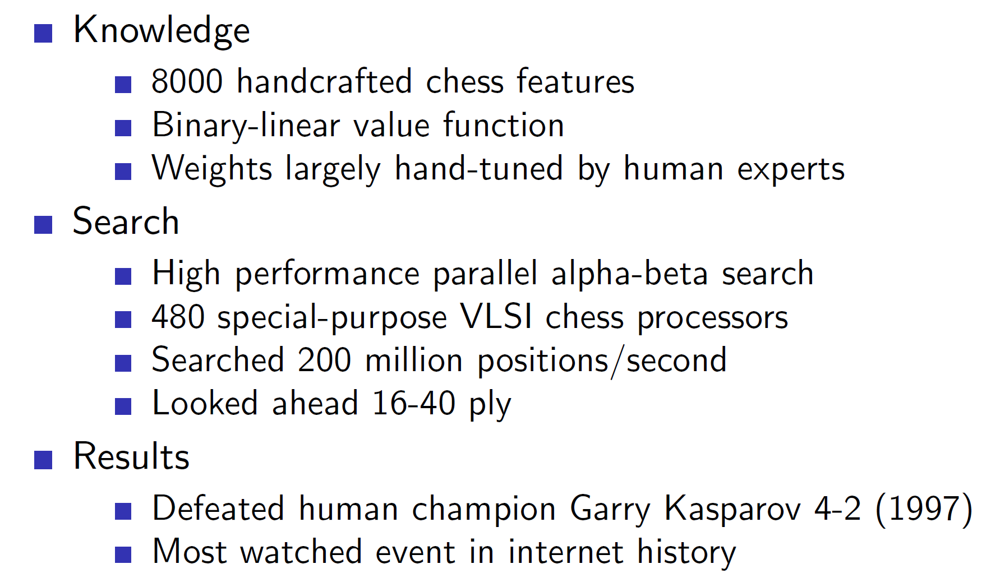 Knowledge
8000 handcrafted chess features
Binary-linear value function
Weights largely hand-tuned by human experts
Search
High performance parallel alpha-beta search
480 special-purpose VLSI chess processors
Searched 200 million positions/second
Looked ahead 16-40 ply
Results
Defeated human champion Garry Kasparov 4-2 (1997)
Most watched event in internet history